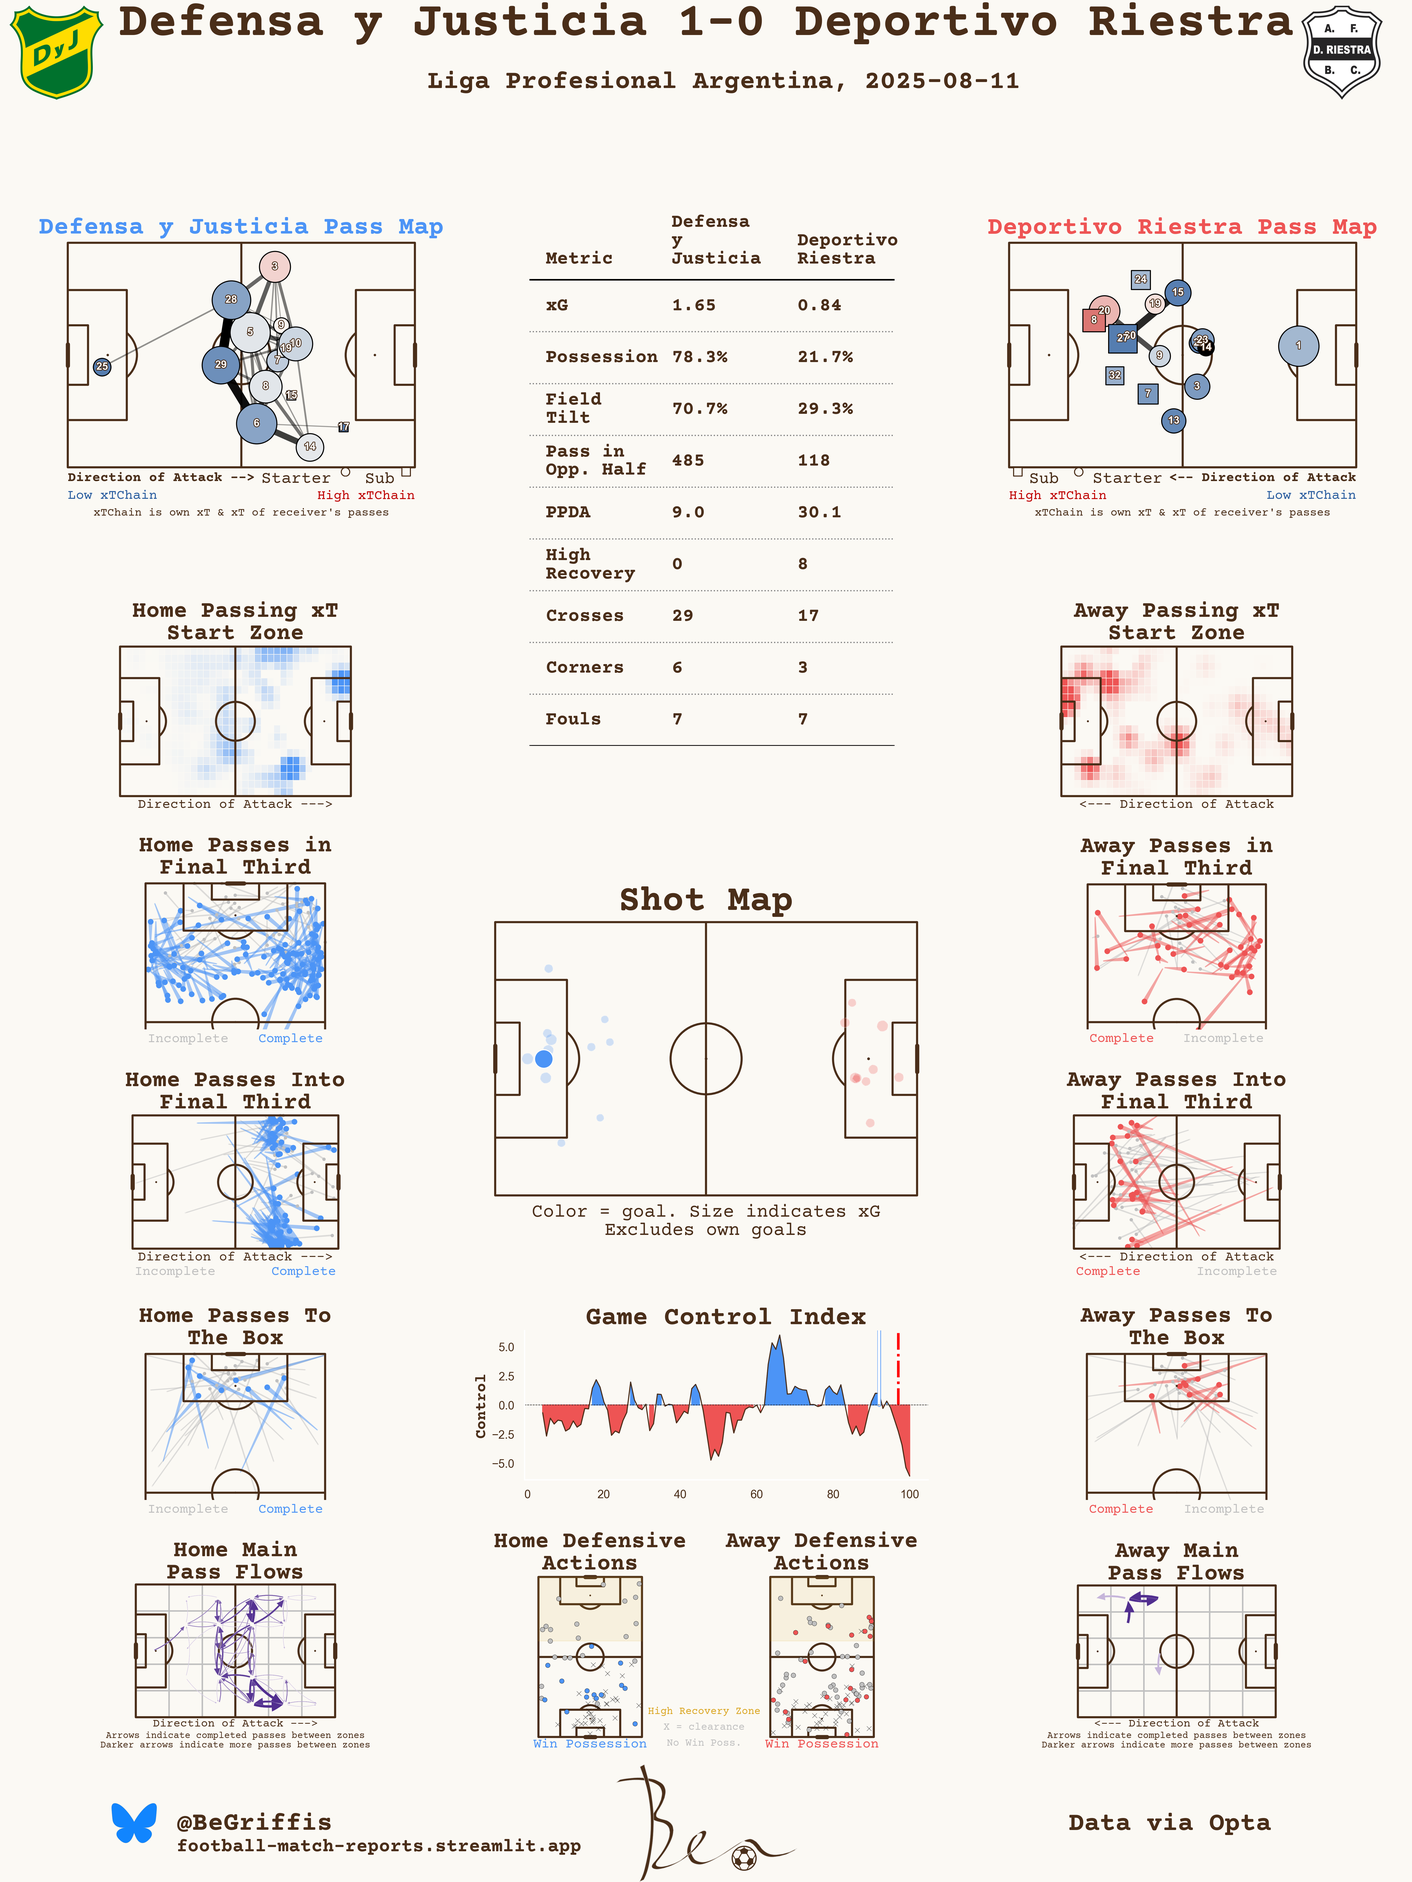 Defensa y Justicia 1-0 Deportivo Riestra
Liga Profesional Argentina, 2025-08-11
DyJ
A. F.
D. RIESTRA
B. C.
Defensa y Justicia Pass Map
3
28
5
9
10
19
7
29
25
8
15
6
17
14
Direction of Attack --> Starter Sub
Low xTChain High xTChain
xTChain is own xT & xT of receiver's passes
Metric Defensa y Justicia Deportivo Riestra
xG 1.65 0.84
Possession 78.3% 21.7%
Field Tilt 70.7% 29.3%
Pass in Opp. Half 485 118
PPDA 9.0 30.1
High Recovery 0 8
Crosses 29 17
Corners 6 3
Fouls 7 7
Deportivo Riestra Pass Map
24
15
19
20
8
27
9
23
14
1
32
7
3
13
Sub Starter <-- Direction of Attack
High xTChain Low xTChain
xTChain is own xT & xT of receiver's passes
Home Passing xT
Start Zone
Direction of Attack --->
Away Passing xT
Start Zone
<--- Direction of Attack
Home Passes in
Final Third
Incomplete Complete
Away Passes in
Final Third
Complete Incomplete
Shot Map
Color = goal. Size indicates xG
Excludes own goals
Home Passes Into
Final Third
Direction of Attack --->
Incomplete Complete
Away Passes Into
Final Third
<--- Direction of Attack
Complete Incomplete
Home Passes To
The Box
Incomplete Complete
Game Control Index
Control
5.0
2.5
0.0
−2.5
−5.0
0 20 40 60 80 100
Away Passes To
The Box
Complete Incomplete
Home Main
Pass Flows
Direction of Attack --->
Arrows indicate completed passes between zones
Darker arrows indicate more passes between zones
Home Defensive
Actions
Win Possession
High Recovery Zone
X = clearance
No Win Poss.
Away Defensive
Actions
Win Possession
Away Main
Pass Flows
<--- Direction of Attack
Arrows indicate completed passes between zones
Darker arrows indicate more passes between zones
@BeGriffis
football-match-reports.streamlit.app
Ben
Data via Opta